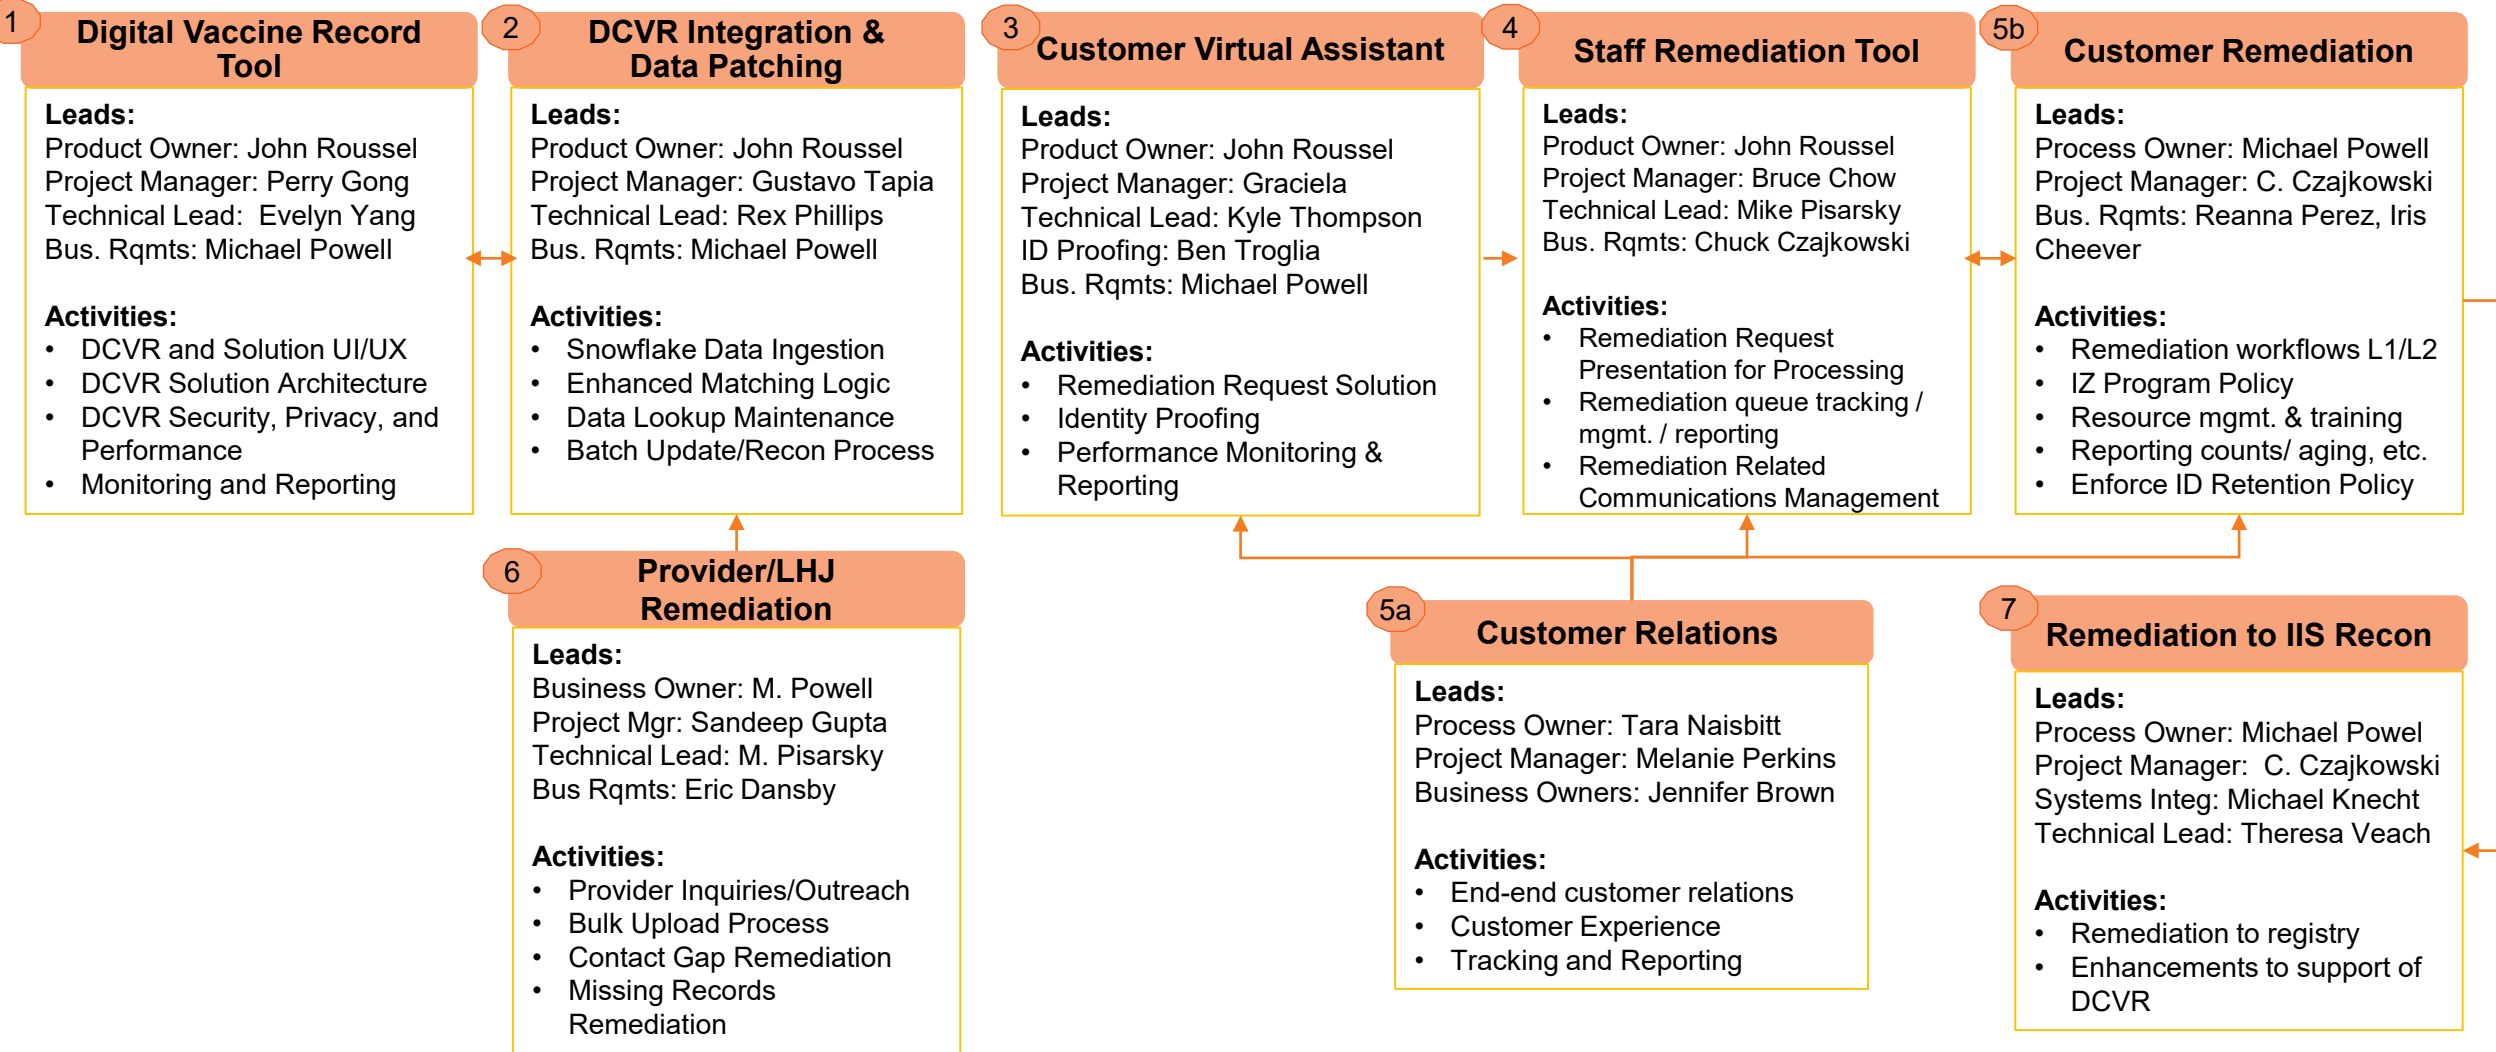 1
Digital Vaccine Record
Tool
Leads:
Product Owner: John Roussel
Project Manager: Perry Gong
Technical Lead:  Evelyn Yang
Bus. Rqmts: Michael Powell
Activities:
• DCVR and Solution UI/UX
• DCVR Solution Architecture
• DCVR Security, Privacy, and
Performance
• Monitoring and Reporting
2
DCVR Integration &
Data Patching
Leads:
Product Owner: John Roussel
Project Manager: Gustavo Tapia
Technical Lead: Rex Phillips
Bus. Rqmts: Michael Powell
Activities:
• Snowflake Data Ingestion
• Enhanced Matching Logic
• Data Lookup Maintenance
• Batch Update/Recon Process
3
Customer Virtual Assistant
Leads:
Product Owner: John Roussel
Project Manager: Graciela
Technical Lead: Kyle Thompson
ID Proofing: Ben Troglia
Bus. Rqmts: Michael Powell
Activities:
• Remediation Request Solution
• Identity Proofing
• Performance Monitoring &
Reporting
4
Staff Remediation Tool
Leads:
Product Owner: John Roussel
Project Manager: Bruce Chow
Technical Lead: Mike Pisarsky
Bus. Rqmts: Chuck Czajkowski
Activities:
• Remediation Request
Presentation for Processing
• Remediation queue tracking /
mgmt. / reporting
• Remediation Related
Communications Management
5b
Customer Remediation
Leads:
Process Owner: Michael Powell
Project Manager: C. Czajkowski
Bus. Rqmts: Reanna Perez, Iris
Cheever
Activities:
• Remediation workflows L1/L2
• IZ Program Policy
• Resource mgmt. & training
• Reporting counts/ aging, etc.
• Enforce ID Retention Policy
6
Provider/LHJ
Remediation
Leads:
Business Owner: M. Powell
Project Mgr: Sandeep Gupta
Technical Lead: M. Pisarsky
Bus Rqmts: Eric Dansby
Activities:
• Provider Inquiries/Outreach
• Bulk Upload Process
• Contact Gap Remediation
• Missing Records
Remediation
5a
Customer Relations
Leads:
Process Owner: Tara Naisbitt
Project Manager: Melanie Perkins
Business Owners: Jennifer Brown
Activities:
• End-end customer relations
• Customer Experience
• Tracking and Reporting
7
Remediation to IIS Recon
Leads:
Process Owner: Michael Powel
Project Manager:  C. Czajkowski
Systems Integ: Michael Knecht
Technical Lead: Theresa Veach
Activities:
• Remediation to registry
• Enhancements to support of
DCVR